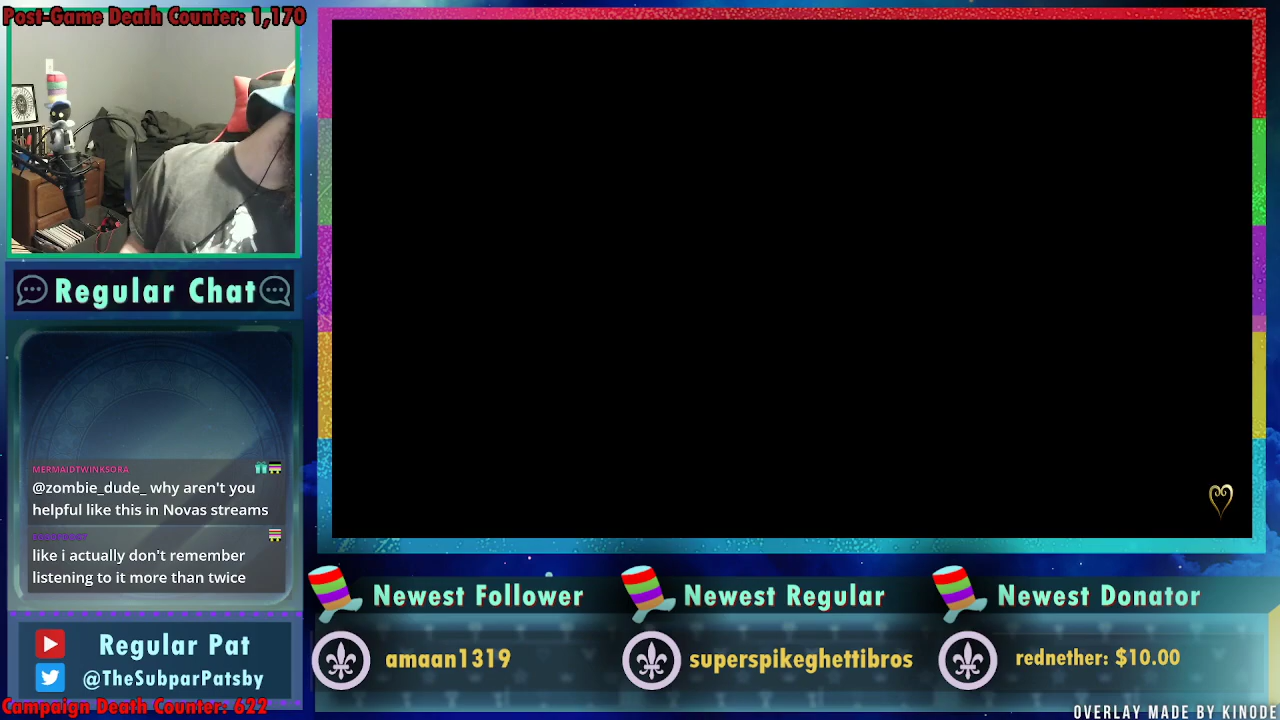 Post-Game Death Counter: 1,170
Regular Chat
MERMAIDTWINKSORA
@zombie_dude_ why aren't you
helpful like this in Novas streams
like i actually don't remember
listening to it more than twice
Regular Pat
@TheSubparPatsby
Campaign Death Counter: 622
Newest Follower
amaan1319
Newest Regular
superspikeghettibros
Newest Donator
rednether: $10.00
OVERLAY MADE BY KINODE